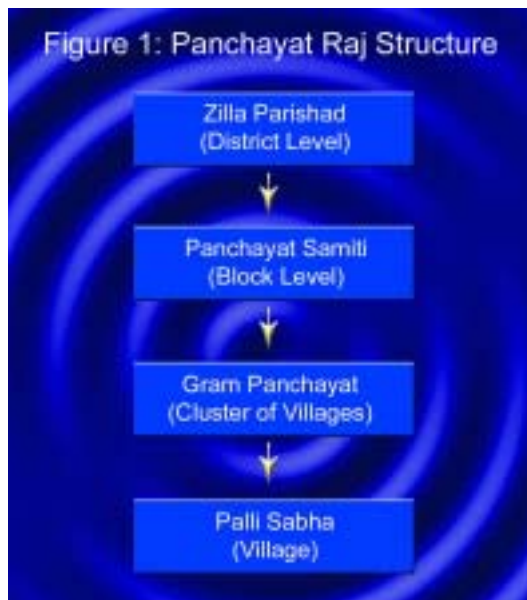 Figure 1: Panchayat Raj Structure
Zilla Parishad
(District Level)
Panchayat Samiti
(Block Level)
Gram Panchayat
(Cluster of Villages)
Palli Sabha
(Village)